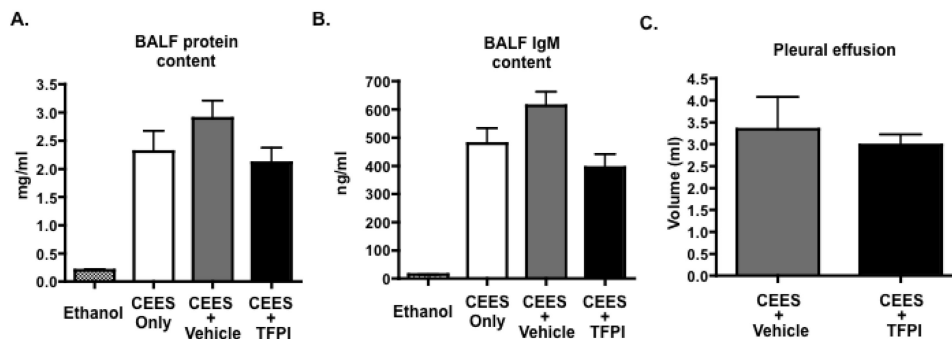 A.
BALF protein
content
mg/ml
3.5
3.0
2.5
2.0
1.5
1.0
0.5
0.0
Ethanol
CEES
Only
CEES
+
Vehicle
CEES
+
TFPI
B.
BALF IgM
content
ng/ml
700
600
500
400
300
200
100
0
Ethanol
CEES
Only
CEES
+
Vehicle
CEES
+
TFPI
C.
Pleural effusion
Volume (ml)
4.5
4.0
3.5
3.0
2.5
2.0
1.5
1.0
0.5
0.0
CEES
+
Vehicle
CEES
+
TFPI